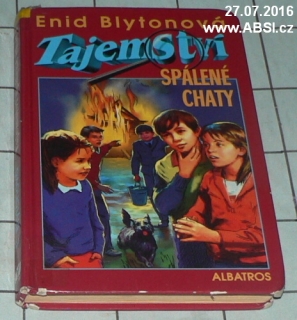 27.07.2016
www.ABSI.cz
Enid Blytonová
Tajemství
SPÁLENÉ
CHATY
ALBATROS